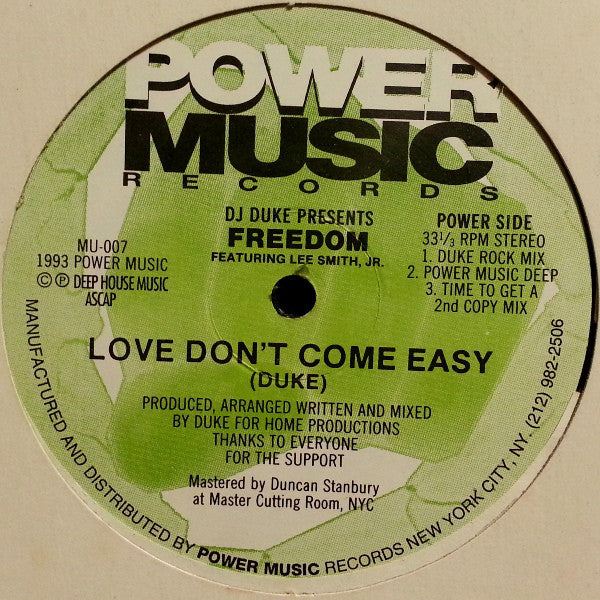 POWER
MUSIC
RECORDS
DJ DUKE PRESENTS
FREEDOM
FEATURING LEE SMITH, JR.
MU-007
1993 POWER MUSIC
© Ⓟ DEEP HOUSE MUSIC
ASCAP
POWER SIDE
33⅓ RPM STEREO
1. DUKE ROCK MIX
2. POWER MUSIC DEEP
3. TIME TO GET A
2nd COPY MIX
LOVE DON'T COME EASY
(DUKE)
PRODUCED, ARRANGED WRITTEN AND MIXED
BY DUKE FOR HOME PRODUCTIONS
THANKS TO EVERYONE
FOR THE SUPPORT
Mastered by Duncan Stanbury
at Master Cutting Room, NYC
MANUFACTURED AND DISTRIBUTED BY POWER MUSIC RECORDS NEW YORK CITY, NY. (212) 982-2506